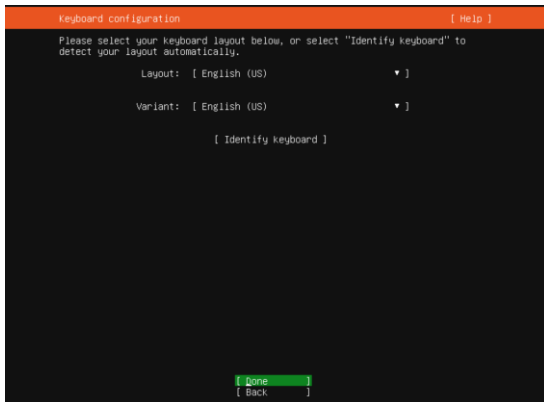 Keyboard configuration [ Help ]
Please select your keyboard layout below, or select "Identify keyboard" to
detect your layout automatically.
Layout: [ English (US) ▾ ]
Variant: [ English (US) ▾ ]
[ Identify keyboard ]
[ Done ]
[ Back ]